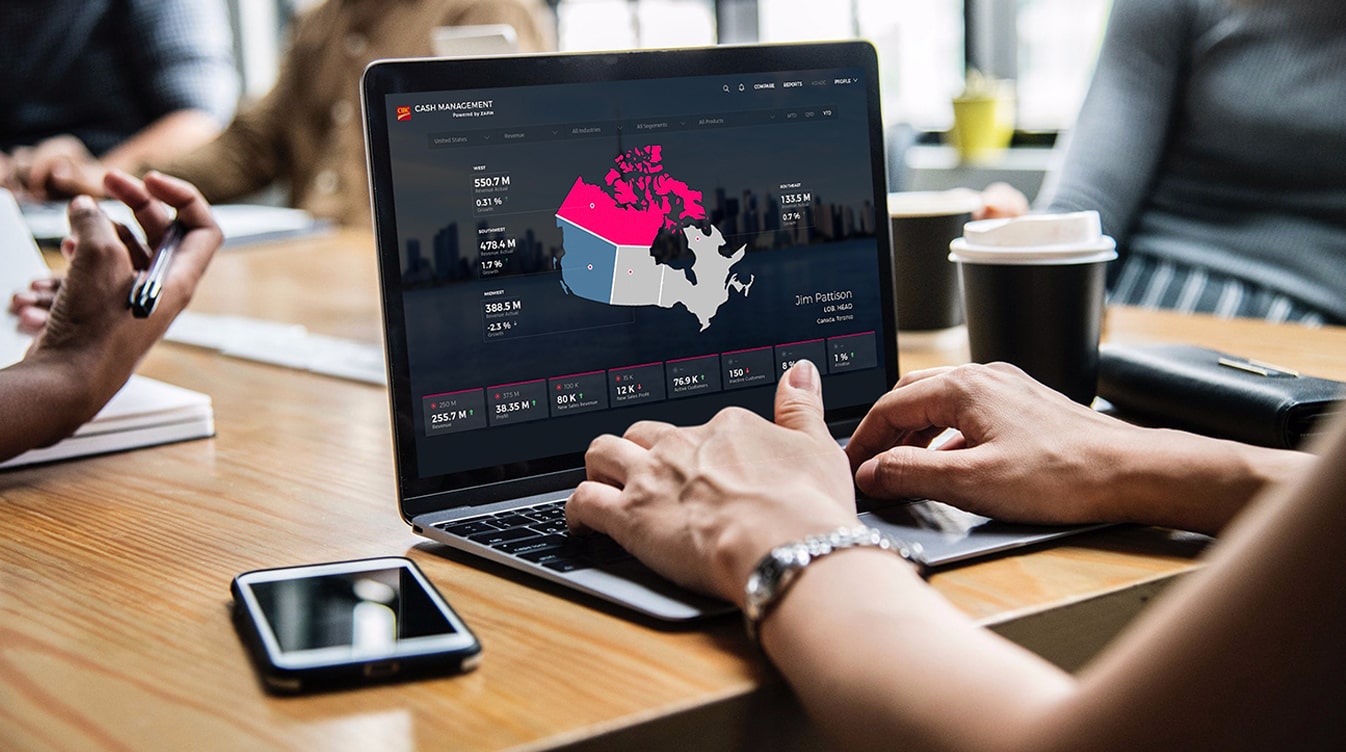 CIBC
CASH MANAGEMENT
Powered by ZAFIN
COMPARE REPORTS PROFILE
United States Revenue All Industries All Segments All Products MTD QTD YTD
WEST
550.7 M
Revenue Actual
0.31 % ↑
Growth
SOUTHWEST
478.4 M
Revenue Actual
1.7 % ↑
Growth
MIDWEST
388.5 M
Revenue Actual
-2.3 % ↓
Growth
SOUTHEAST
133.5 M
Revenue Actual
0.7 % ↑
Growth
Jim Pattison
LOB, HEAD
Canada, Toronto
250 M
255.7 M ↑
Revenue
37.5 M
38.35 M ↑
Profit
100 K
80 K ↑
New Sales Revenue
15 K
12 K ↓
New Sales Profit
--
76.9 K ↑
Active Customers
--
150 ↓
Inactive Customers
--
8 %
--
1 % ↑
Attrition